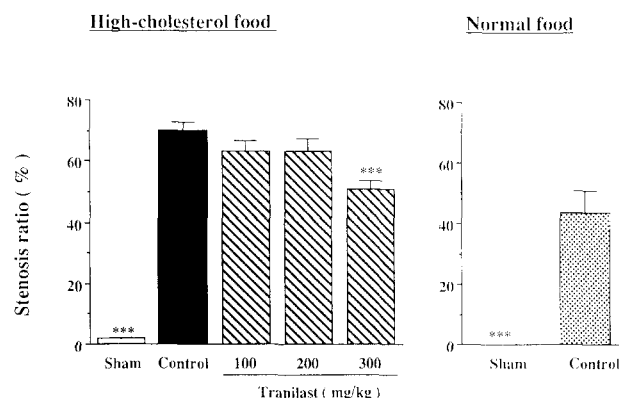 High-cholesterol food
Normal food
Stenosis ratio ( % )
80
60
40
20
0
***
***
Sham
Control
100
200
300
Tranilast ( mg/kg )
80
60
40
20
0
***
Sham
Control